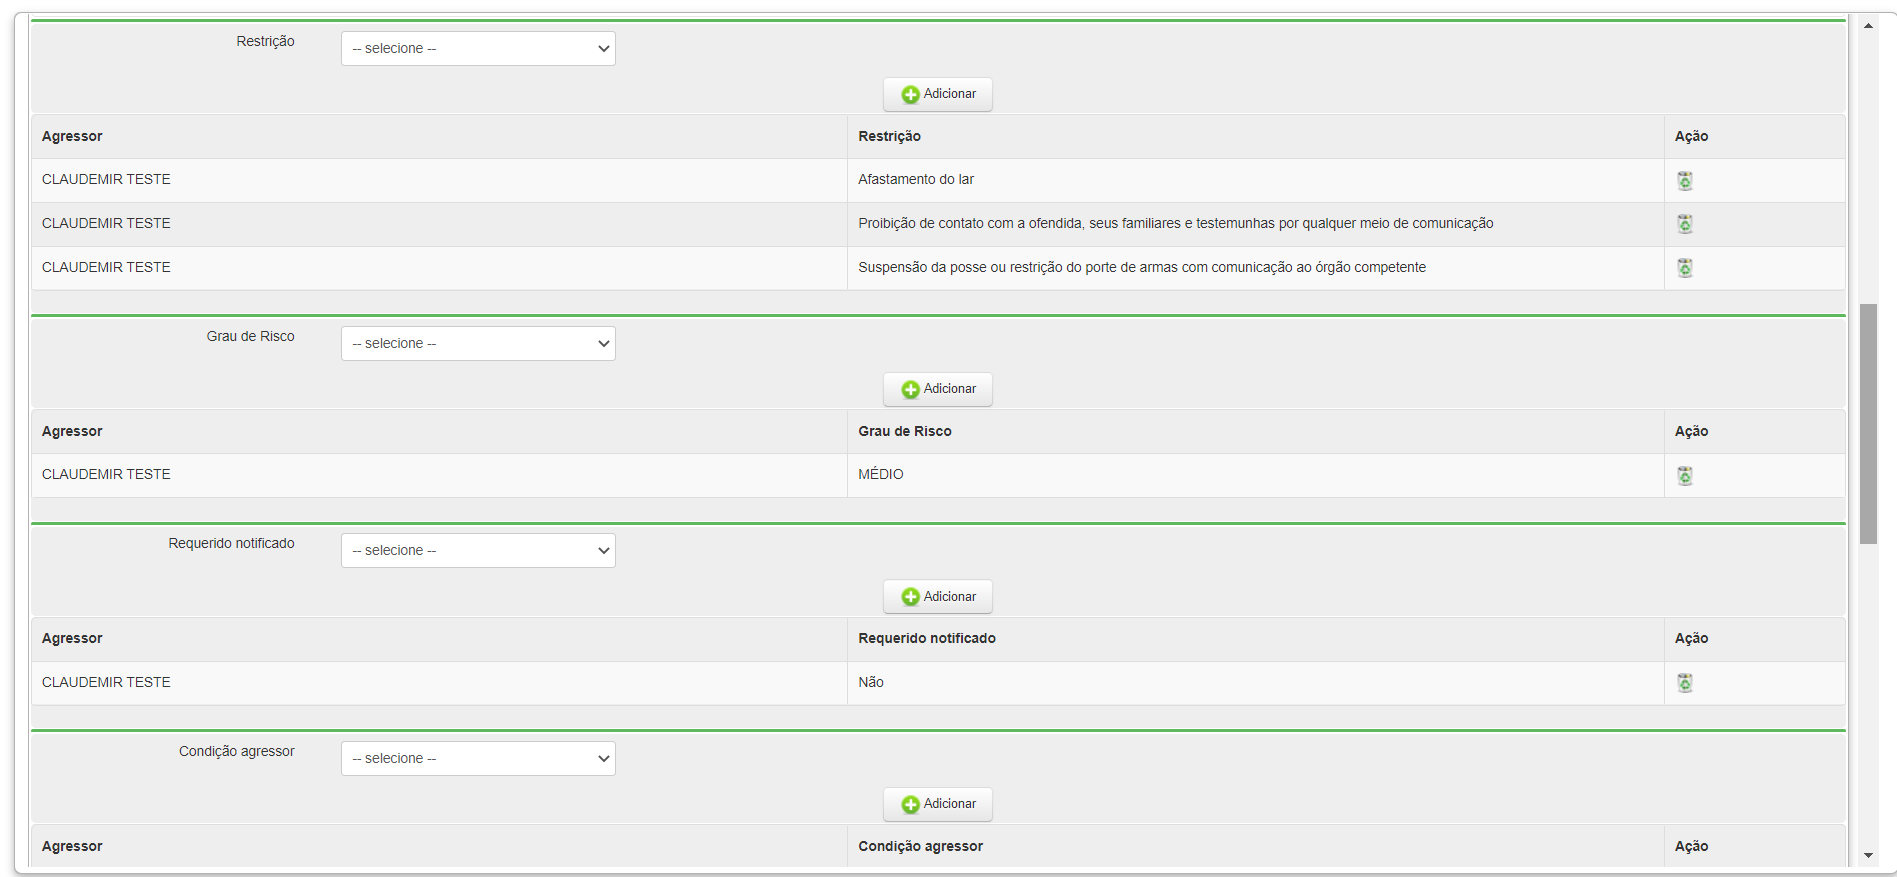 Restrição
-- selecione --
Adicionar
Agressor Restrição Ação
CLAUDEMIR TESTE Afastamento do lar
CLAUDEMIR TESTE Proibição de contato com a ofendida, seus familiares e testemunhas por qualquer meio de comunicação
CLAUDEMIR TESTE Suspensão da posse ou restrição do porte de armas com comunicação ao órgão competente
Grau de Risco
-- selecione --
Adicionar
Agressor Grau de Risco Ação
CLAUDEMIR TESTE MÉDIO
Requerido notificado
-- selecione --
Adicionar
Agressor Requerido notificado Ação
CLAUDEMIR TESTE Não
Condição agressor
-- selecione --
Adicionar
Agressor Condição agressor Ação